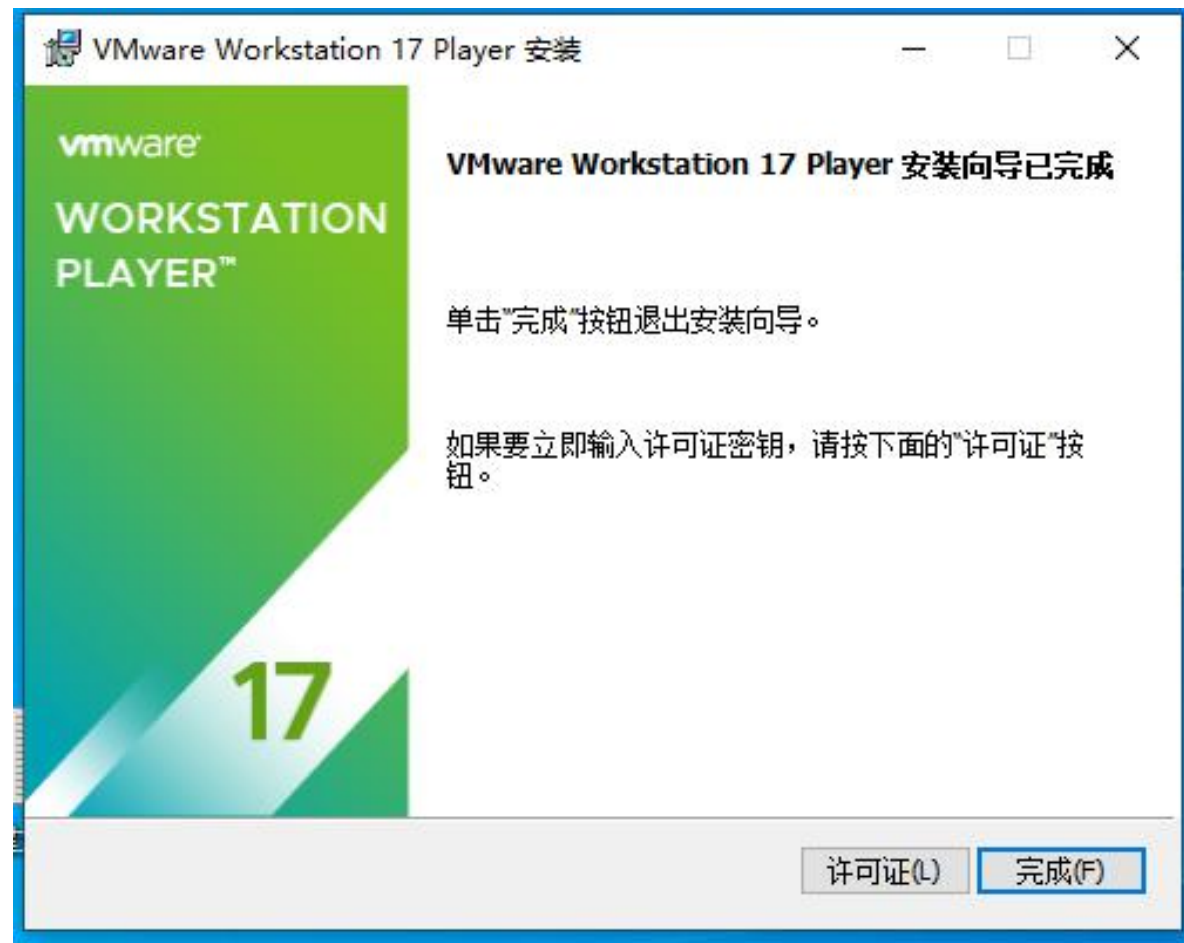 VMware Workstation 17 Player 安装
vmware
WORKSTATION
PLAYER™
VMware Workstation 17 Player 安装向导已完成
单击"完成"按钮退出安装向导。
如果要立即输入许可证密钥，请按下面的"许可证"按
钮。
17
许可证(L)
完成(F)